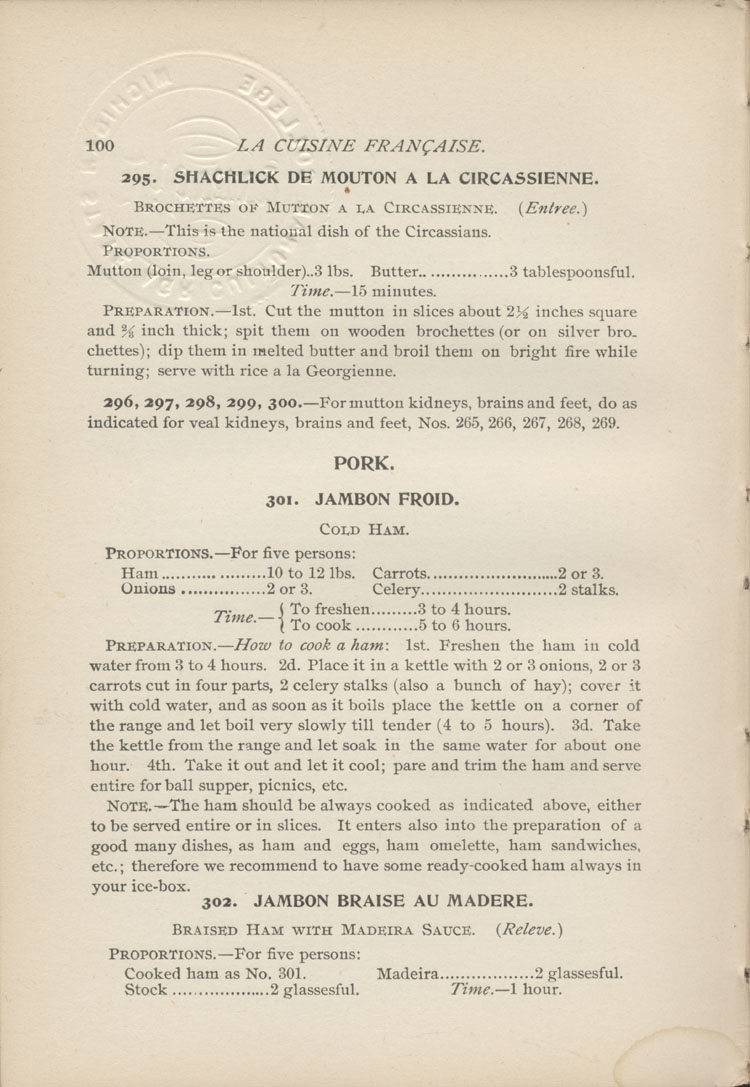 100 LA CUISINE FRANÇAISE.
295. SHACHLICK DE MOUTON A LA CIRCASSIENNE.
BROCHETTES OF MUTTON A LA CIRCASSIENNE. (Entree.)
NOTE.—This is the national dish of the Circassians.
PROPORTIONS.
Mutton (loin, leg or shoulder)..3 lbs. Butter.. ...............3 tablespoonsful.
Time.—15 minutes.
PREPARATION.—1st. Cut the mutton in slices about 2½ inches square
and ⅜ inch thick; spit them on wooden brochettes (or on silver bro-
chettes); dip them in melted butter and broil them on bright fire while
turning; serve with rice a la Georgienne.
296, 297, 298, 299, 300.—For mutton kidneys, brains and feet, do as
indicated for veal kidneys, brains and feet, Nos. 265, 266, 267, 268, 269.
PORK.
301. JAMBON FROID.
COLD HAM.
PROPORTIONS.—For five persons:
Ham........... .........10 to 12 lbs. Carrots.........................2 or 3.
Onions ................2 or 3. Celery..........................2 stalks.
Time.— { To freshen.........3 to 4 hours.
{ To cook ............5 to 6 hours.
PREPARATION.—How to cook a ham: 1st. Freshen the ham in cold
water from 3 to 4 hours. 2d. Place it in a kettle with 2 or 3 onions, 2 or 3
carrots cut in four parts, 2 celery stalks (also a bunch of hay); cover it
with cold water, and as soon as it boils place the kettle on a corner of
the range and let boil very slowly till tender (4 to 5 hours). 3d. Take
the kettle from the range and let soak in the same water for about one
hour. 4th. Take it out and let it cool; pare and trim the ham and serve
entire for ball supper, picnics, etc.
NOTE.—The ham should be always cooked as indicated above, either
to be served entire or in slices. It enters also into the preparation of a
good many dishes, as ham and eggs, ham omelette, ham sandwiches,
etc.; therefore we recommend to have some ready-cooked ham always in
your ice-box.
302. JAMBON BRAISE AU MADERE.
BRAISED HAM WITH MADEIRA SAUCE. (Releve.)
PROPORTIONS.—For five persons:
Cooked ham as No. 301. Madeira..................2 glassesful.
Stock ...................2 glassesful. Time.—1 hour.